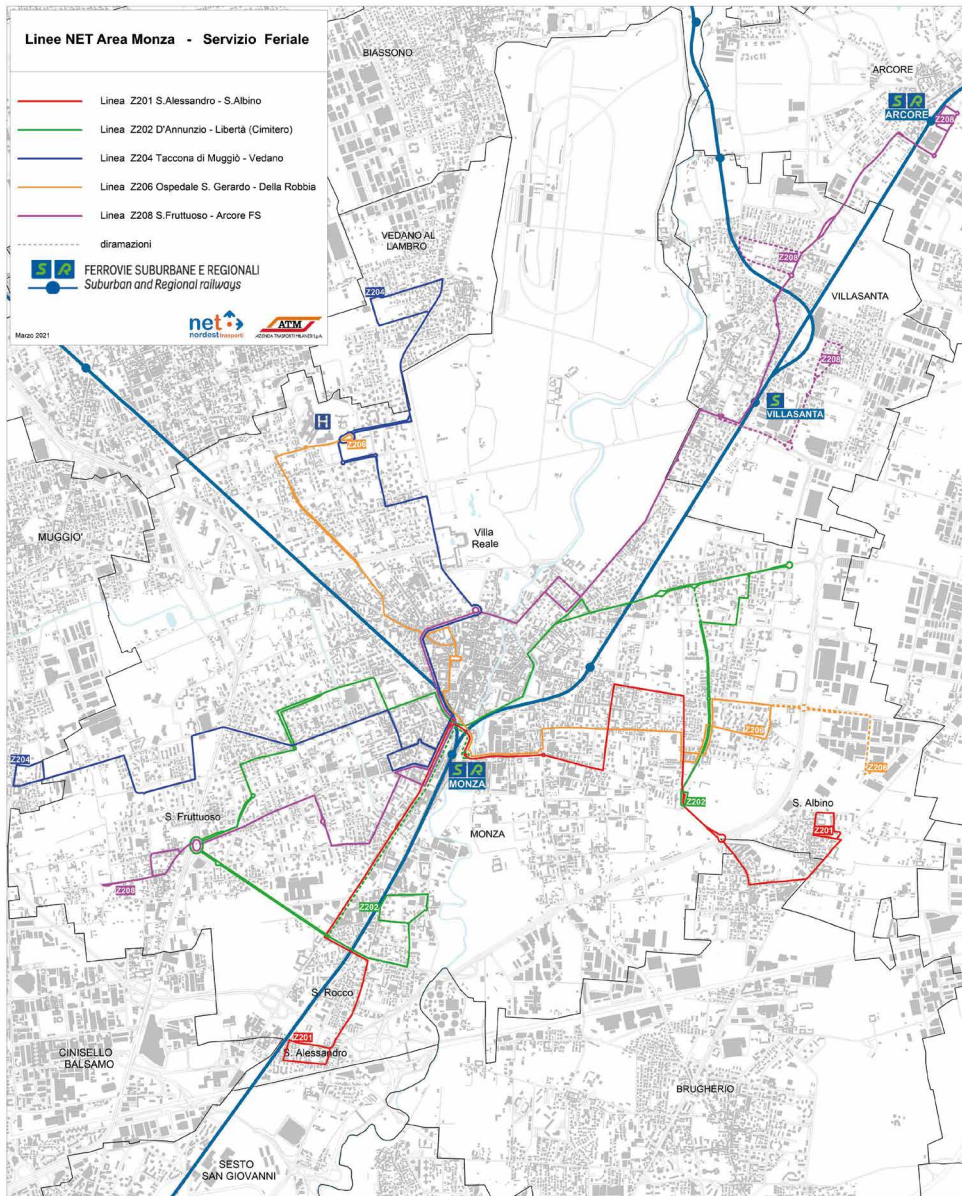 Linee NET Area Monza - Servizio Feriale
Linea Z201 S.Alessandro - S.Albino
Linea Z202 D'Annunzio - Libertà (Cimitero)
Linea Z204 Taccona di Muggiò - Vedano
Linea Z206 Ospedale S. Gerardo - Della Robbia
Linea Z208 S.Fruttuoso - Arcore FS
diramazioni
S R FERROVIE SUBURBANE E REGIONALI
Suburban and Regional railways
Marzo 2021
net
nordest trasporti
ATM
AZIENDA TRASPORTI MILANESI S.p.A.
BIASSONO
ARCORE
S R
ARCORE
Z208
VEDANO AL
LAMBRO
Z204
Z208
VILLASANTA
Z208
S
VILLASANTA
H
Z206
MUGGIO'
Villa
Reale
Z206
Z204
Z206
S R
MONZA
Z202
S. Albino
S. Fruttuoso
MONZA
Z201
Z208
Z202
S. Rocco
Z201
S. Alessandro
CINISELLO
BALSAMO
BRUGHERIO
SESTO
SAN GIOVANNI